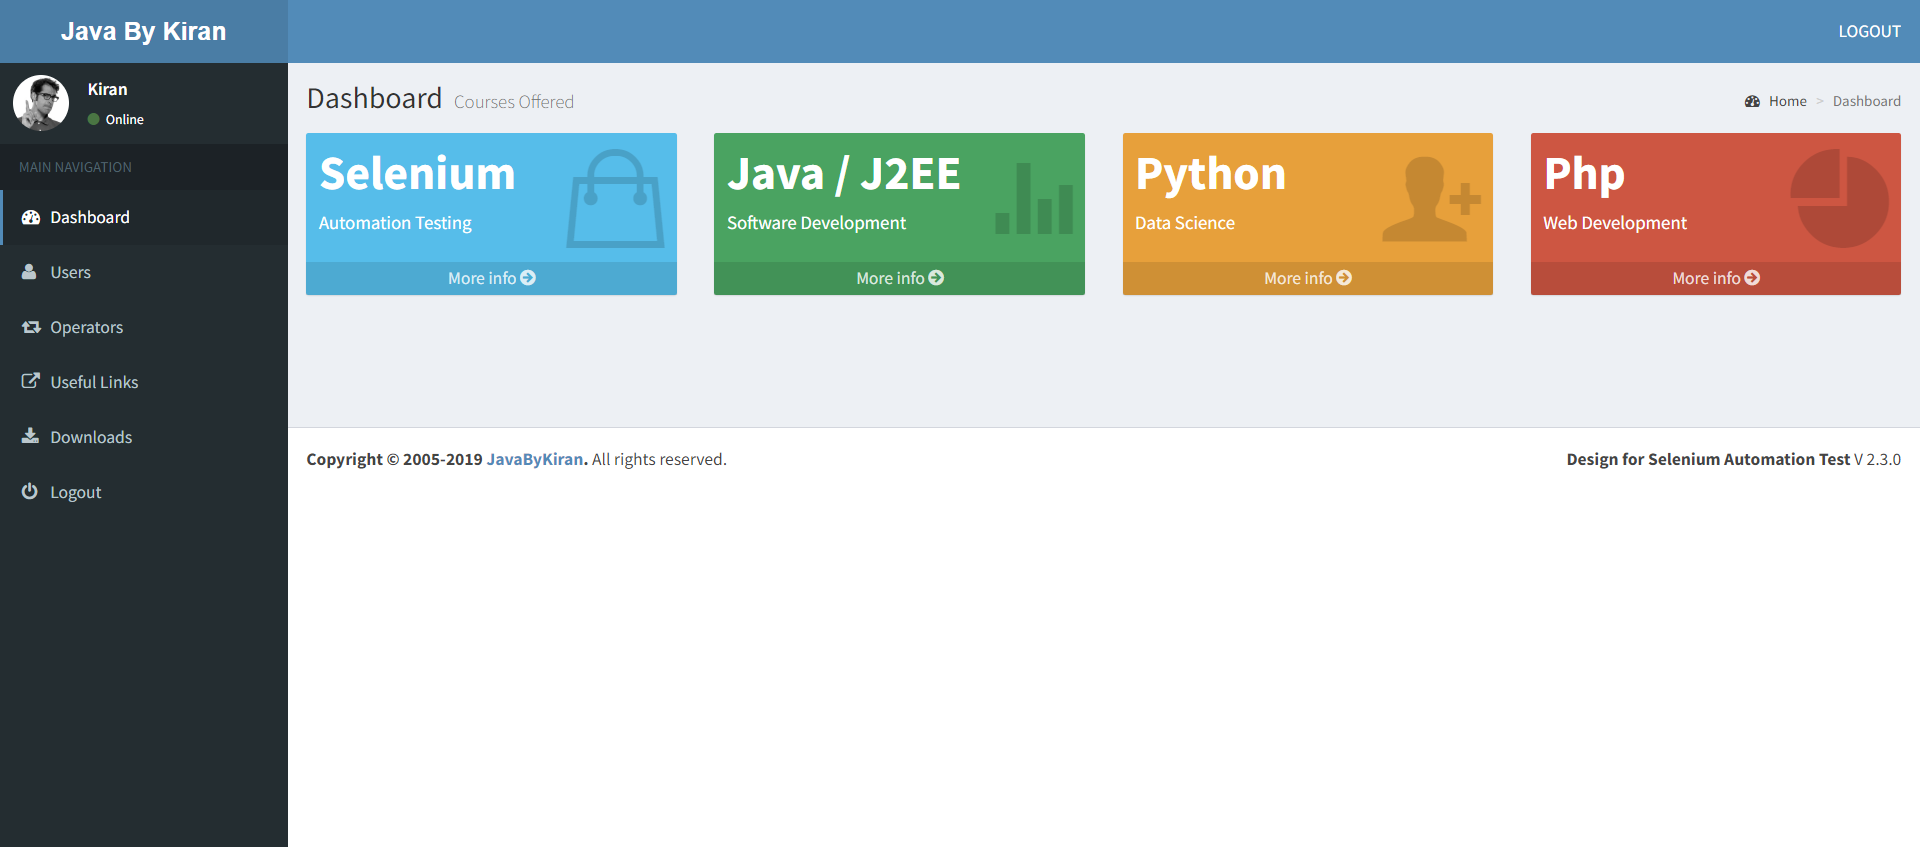 Java By Kiran
LOGOUT
Kiran
Online
MAIN NAVIGATION
Dashboard
Users
Operators
Useful Links
Downloads
Logout
Dashboard Courses Offered
Home > Dashboard
Selenium
Automation Testing
More info
Java / J2EE
Software Development
More info
Python
Data Science
More info
Php
Web Development
More info
Copyright © 2005-2019 JavaByKiran. All rights reserved.
Design for Selenium Automation Test V 2.3.0